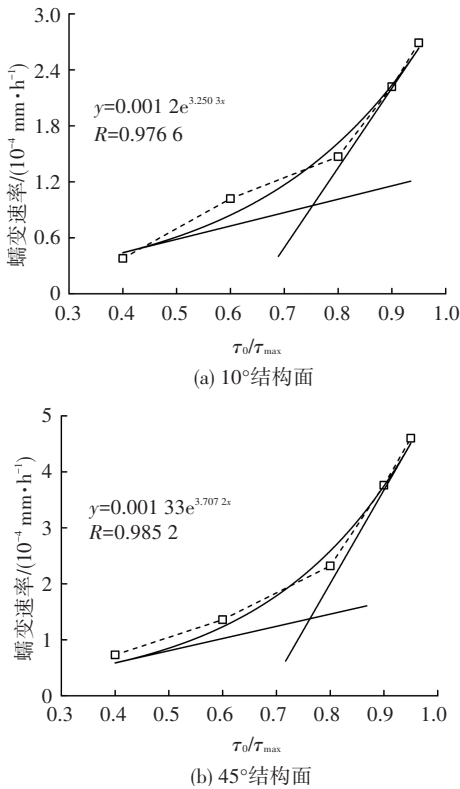 3.0
2.4
1.8
1.2
0.6
0
蠕变速率/(10⁻⁴ mm·h⁻¹)
y=0.001 2e^{3.250 3x}
R=0.976 6
0.3 0.4 0.5 0.6 0.7 0.8 0.9 1.0
τ₀/τ_{max}
(a) 10°结构面
5
4
3
2
1
0
蠕变速率/(10⁻⁴ mm·h⁻¹)
y=0.001 33e^{3.707 2x}
R=0.985 2
0.3 0.4 0.5 0.6 0.7 0.8 0.9 1.0
τ₀/τ_{max}
(b) 45°结构面